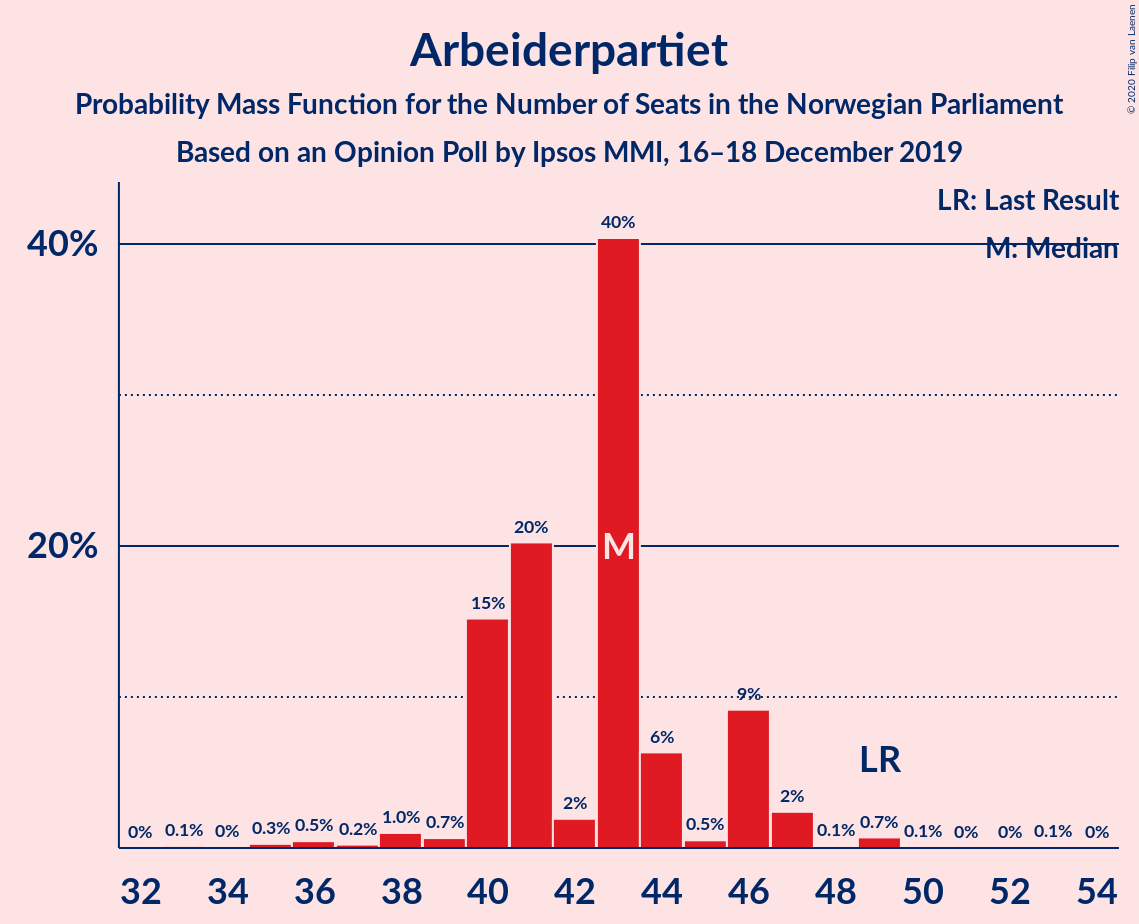 Arbeiderpartiet
Probability Mass Function for the Number of Seats in the Norwegian Parliament
Based on an Opinion Poll by Ipsos MMI, 16–18 December 2019
© 2020 Filip van Laenen
LR: Last Result
M: Median
40%
20%
0%
0.1%
0%
0.3%
0.5%
0.2%
1.0%
0.7%
15%
20%
2%
40%
M
6%
0.5%
9%
2%
0.1%
LR
0.7%
0.1%
0%
0%
0.1%
0%
32 34 36 38 40 42 44 46 48 50 52 54